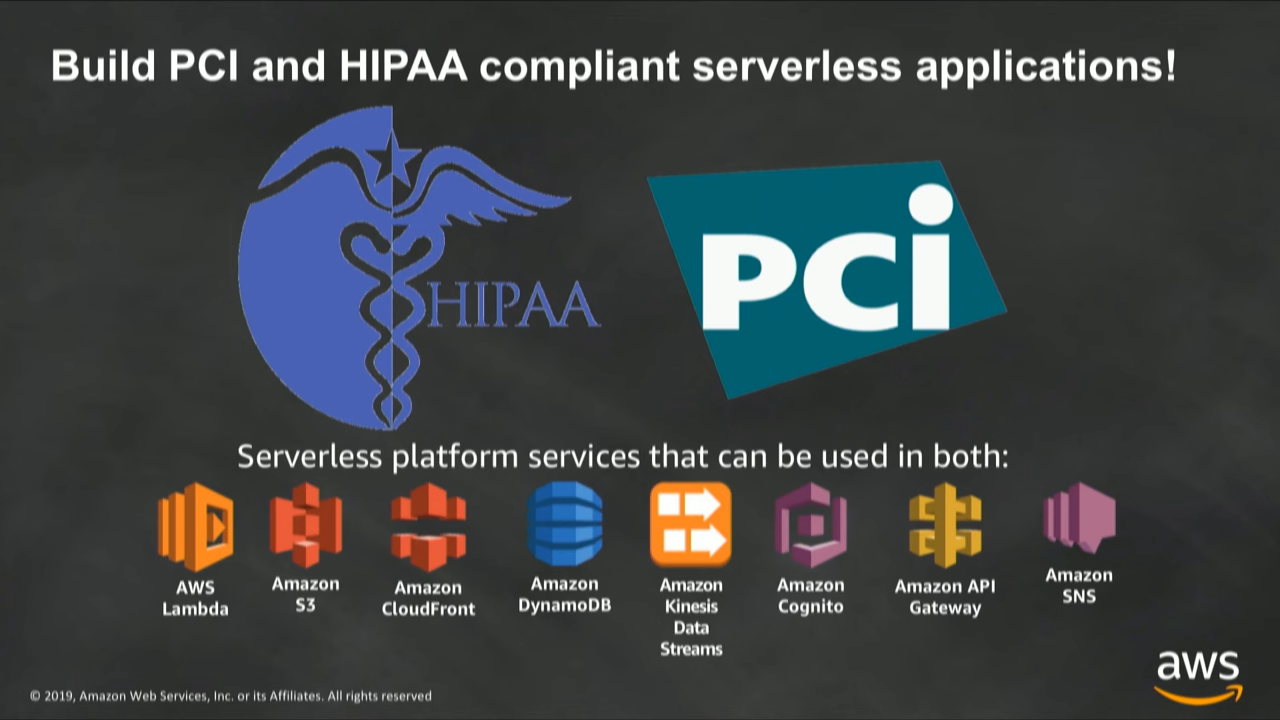 Build PCI and HIPAA compliant serverless applications!
HIPAA
PCi
Serverless platform services that can be used in both:
AWS
Lambda
Amazon
S3
Amazon
CloudFront
Amazon
DynamoDB
Amazon
Kinesis
Data
Streams
Amazon
Cognito
Amazon API
Gateway
Amazon
SNS
aws
© 2019, Amazon Web Services, Inc. or its Affiliates. All rights reserved